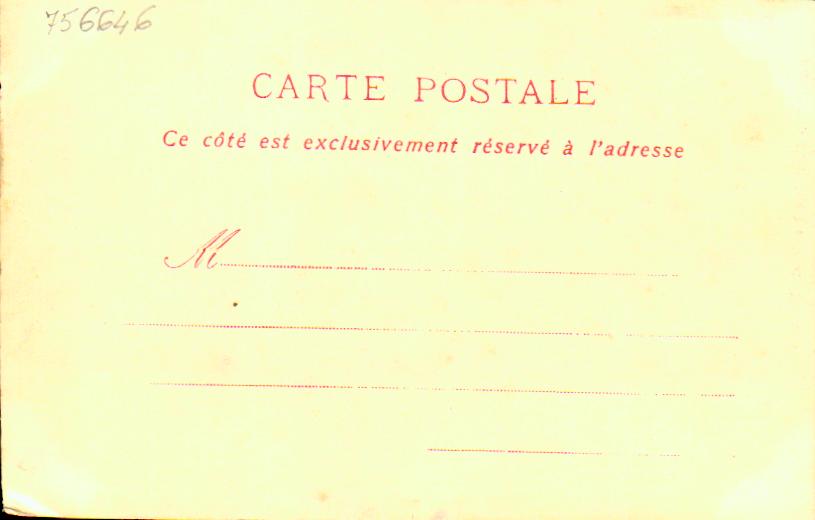 756646
CARTE POSTALE
Ce côté est exclusivement réservé à l'adresse
M